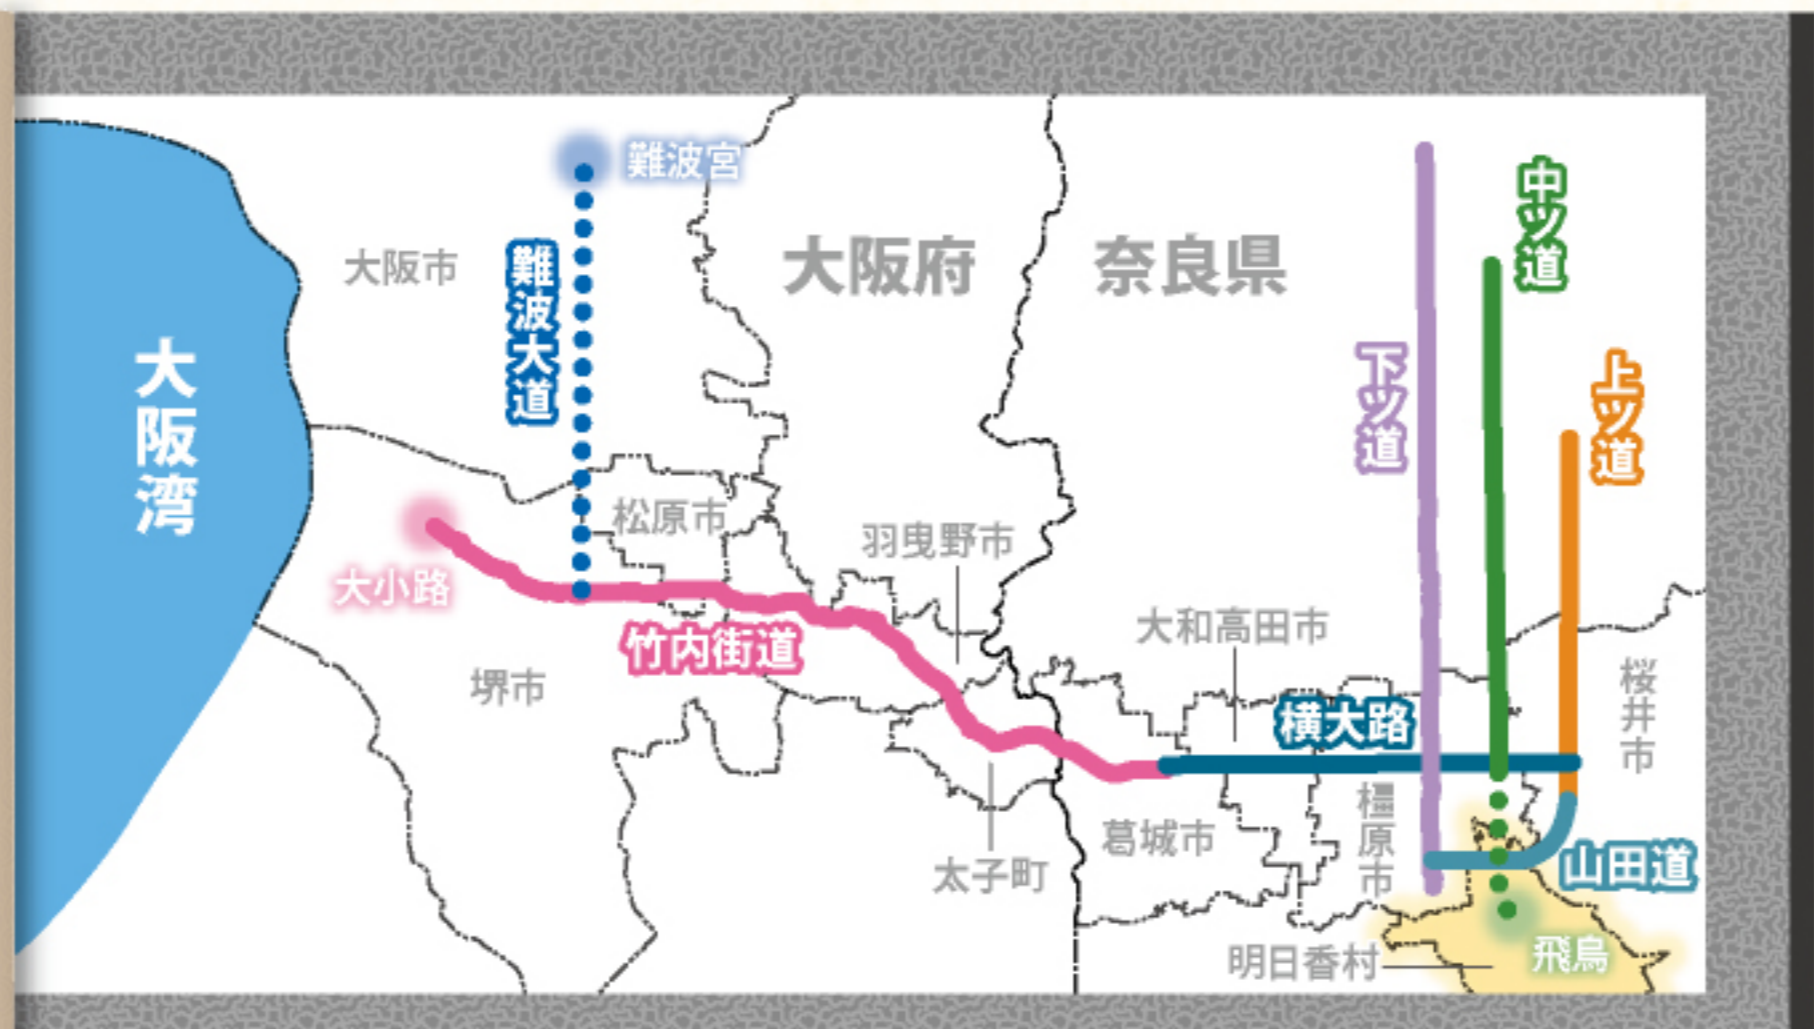 難波宮
大阪市
難波大道
大阪府
奈良県
中ツ道
下ツ道
上ツ道
大阪湾
松原市
羽曳野市
大小路
竹内街道
堺市
大和高田市
横大路
桜井市
橿原市
葛城市
太子町
山田道
明日香村
飛鳥